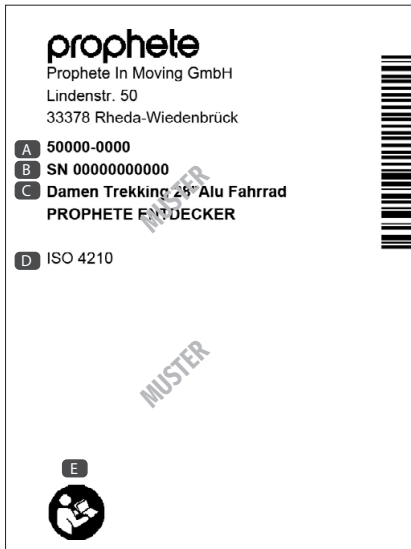 prophete
Prophete In Moving GmbH
Lindenstr. 50
33378 Rheda-Wiedenbrück
A 50000-0000
B SN 00000000000
C Damen Trekking 28" Alu Fahrrad
PROPHETE ENTDECKER
MUSTER
D ISO 4210
MUSTER
E